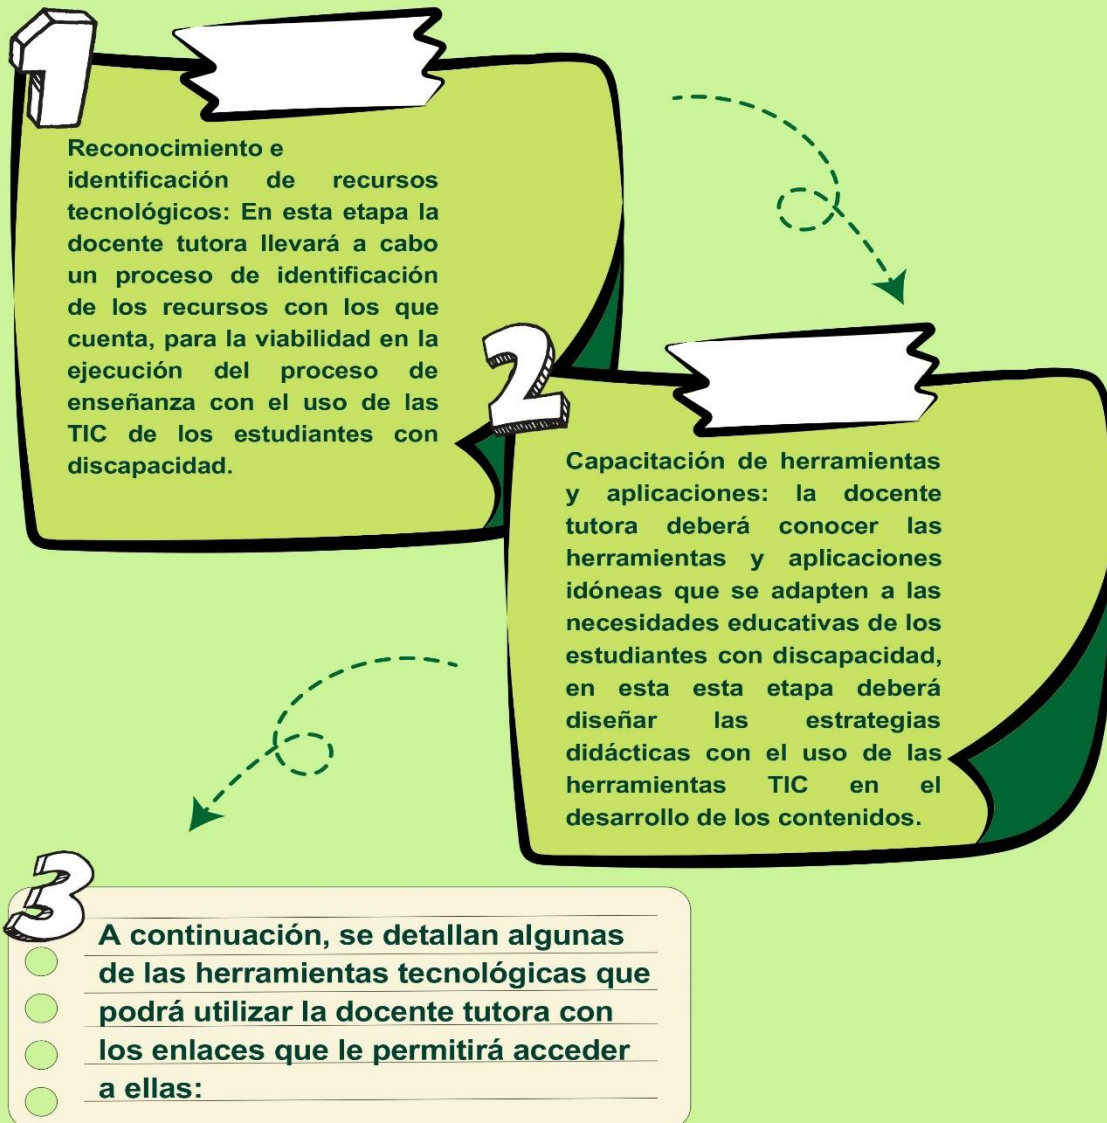 1
Reconocimiento e
identificación de recursos
tecnológicos: En esta etapa la
docente tutora llevará a cabo
un proceso de identificación
de los recursos con los que
cuenta, para la viabilidad en la
ejecución del proceso de
enseñanza con el uso de las
TIC de los estudiantes con
discapacidad.
2
Capacitación de herramientas
y aplicaciones: la docente
tutora deberá conocer las
herramientas y aplicaciones
idóneas que se adapten a las
necesidades educativas de los
estudiantes con discapacidad,
en esta esta etapa deberá
diseñar las estrategias
didácticas con el uso de las
herramientas TIC en el
desarrollo de los contenidos.
3
A continuación, se detallan algunas
de las herramientas tecnológicas que
podrá utilizar la docente tutora con
los enlaces que le permitirá acceder
a ellas: